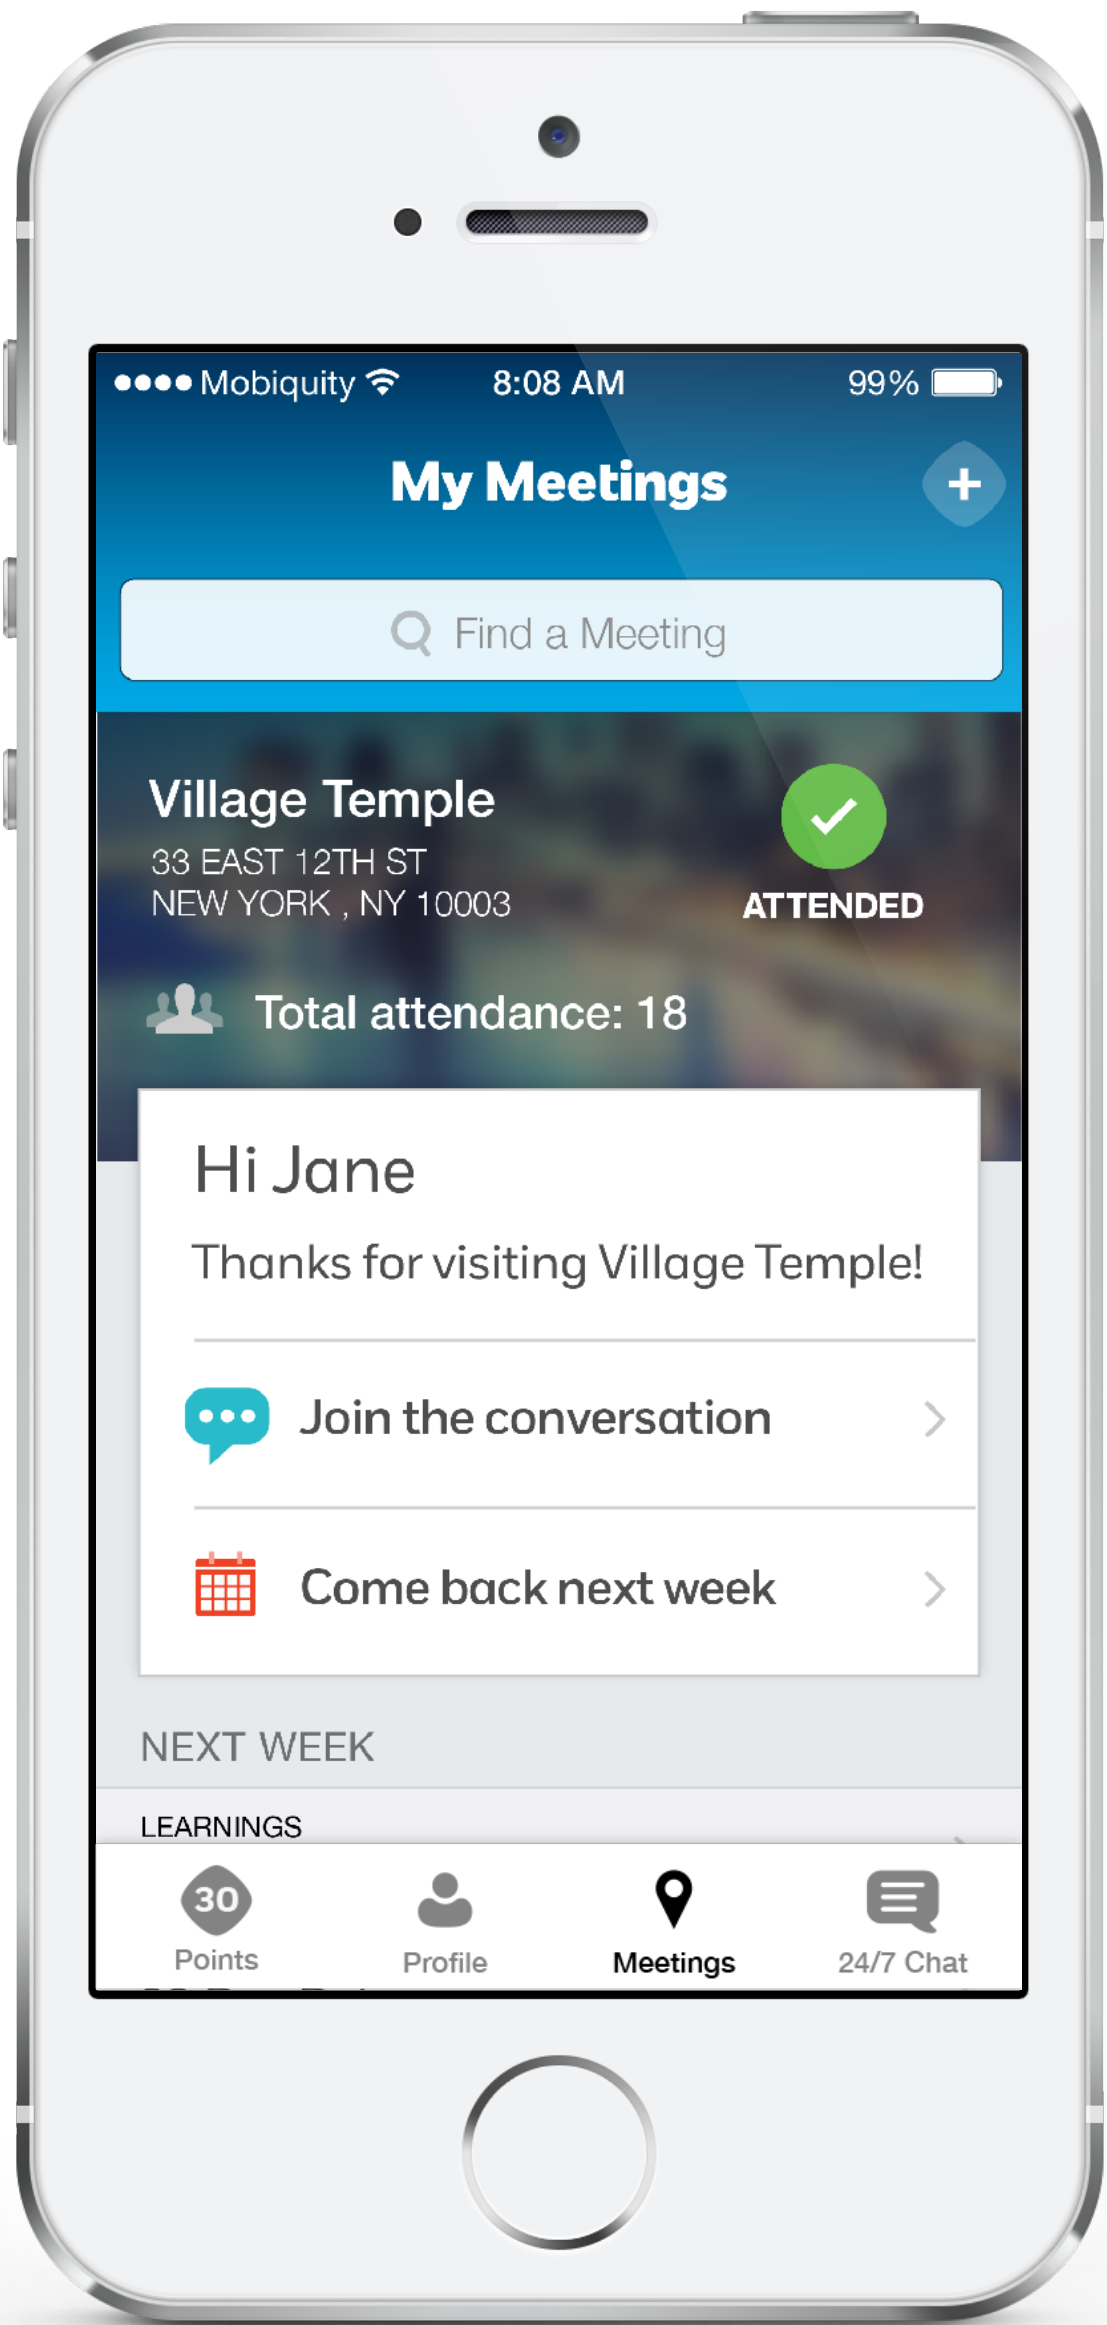 Mobiquity 8:08 AM 99%
My Meetings
+
Find a Meeting
Village Temple
33 EAST 12TH ST
NEW YORK , NY 10003
ATTENDED
Total attendance: 18
Hi Jane
Thanks for visiting Village Temple!
Join the conversation
Come back next week
NEXT WEEK
LEARNINGS
30
Points
Profile
Meetings
24/7 Chat